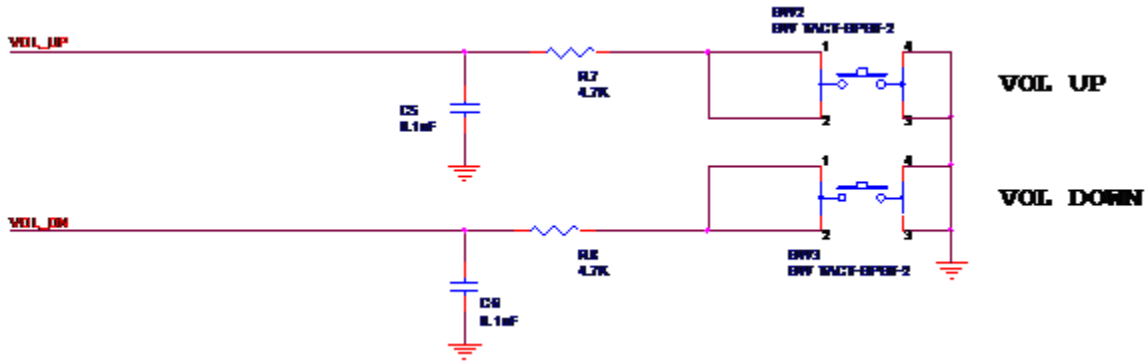 SW2
SW TACT-SPST-2
VOL_UP
1
4
R7
4.7K
VOL UP
C5
0.1uF
2
3
1
4
VOL DOWN
VOL_DN
2
3
R8
4.7K
SW3
SW TACT-SPST-2
C6
0.1uF